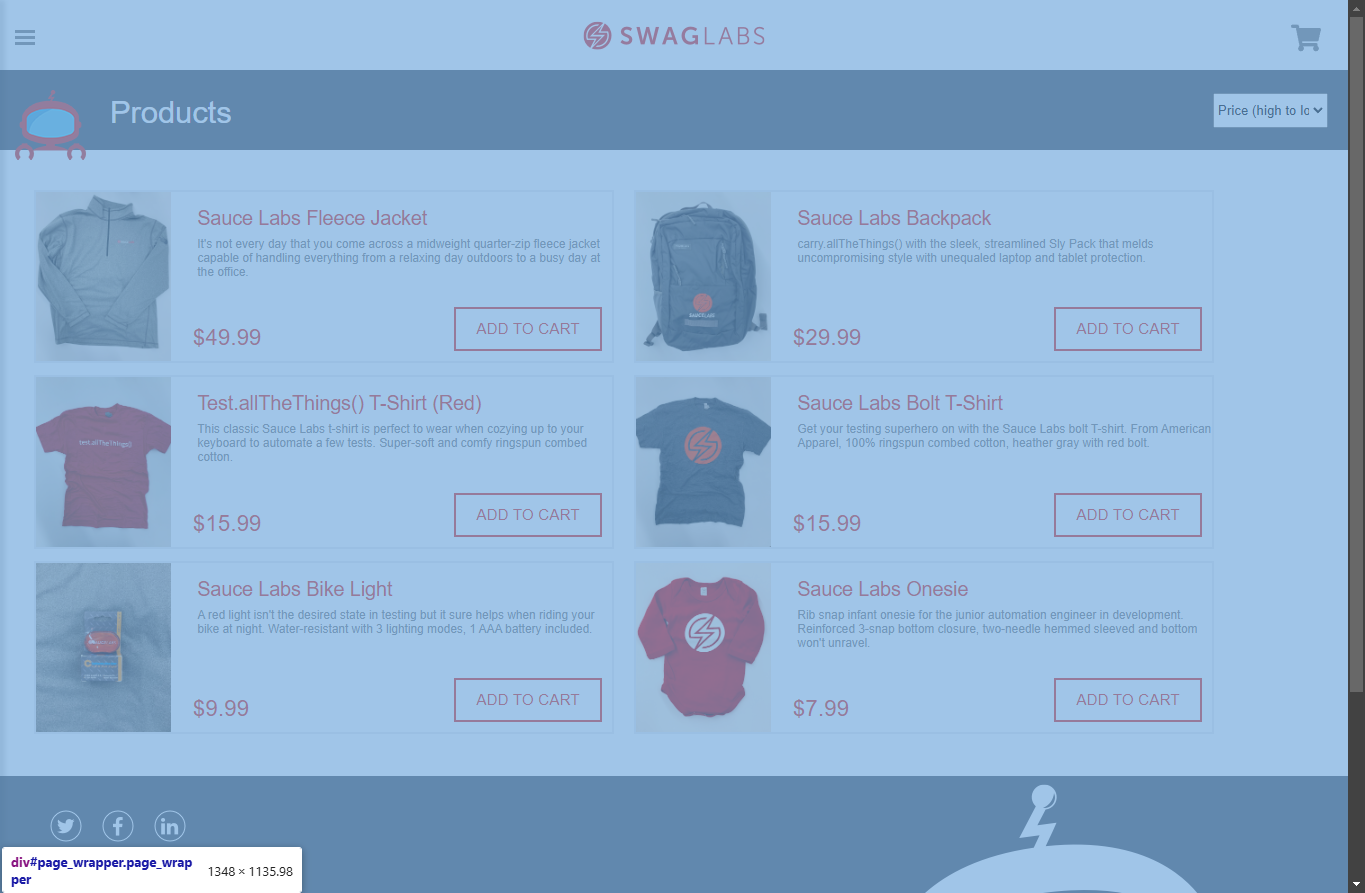 SWAGLABS
Products
Price (high to lo
Sauce Labs Fleece Jacket
It's not every day that you come across a midweight quarter-zip fleece jacket
capable of handling everything from a relaxing day outdoors to a busy day at
the office.
$49.99
ADD TO CART
Sauce Labs Backpack
carry.allTheThings() with the sleek, streamlined Sly Pack that melds
uncompromising style with unequaled laptop and tablet protection.
$29.99
ADD TO CART
Test.allTheThings() T-Shirt (Red)
This classic Sauce Labs t-shirt is perfect to wear when cozying up to your
keyboard to automate a few tests. Super-soft and comfy ringspun combed
cotton.
$15.99
ADD TO CART
test.allTheThings()
Sauce Labs Bolt T-Shirt
Get your testing superhero on with the Sauce Labs bolt T-shirt. From American
Apparel, 100% ringspun combed cotton, heather gray with red bolt.
$15.99
ADD TO CART
Sauce Labs Bike Light
A red light isn't the desired state in testing but it sure helps when riding your
bike at night. Water-resistant with 3 lighting modes, 1 AAA battery included.
$9.99
ADD TO CART
Sauce Labs Onesie
Rib snap infant onesie for the junior automation engineer in development.
Reinforced 3-snap bottom closure, two-needle hemmed sleeved and bottom
won't unravel.
$7.99
ADD TO CART
div#page_wrapper.page_wrap
per
1348 × 1135.98